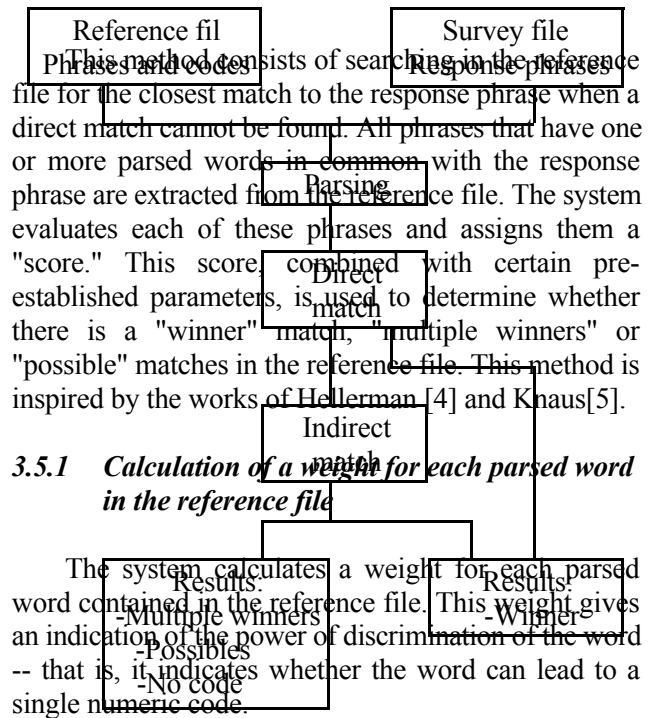 Reference fil
Phrases and codes
Survey file
Response phrases
This method consists of searching in the reference
file for the closest match to the response phrase when a
direct match cannot be found. All phrases that have one
or more parsed words in common with the response
phrase are extracted from the reference file. The system
evaluates each of these phrases and assigns them a
"score." This score, combined with certain pre-
established parameters, is used to determine whether
there is a "winner" match, "multiple winners" or
"possible" matches in the reference file. This method is
inspired by the works of Hellerman [4] and Knaus[5].
Parsing
Direct
match
Indirect
match
3.5.1 Calculation of a weight for each parsed word
in the reference file
The system calculates a weight for each parsed
word contained in the reference file. This weight gives
an indication of the power of discrimination of the word
-- that is, it indicates whether the word can lead to a
single numeric code.
Results:
-Multiple winners
-Possibles
-No code
Results:
-Winner